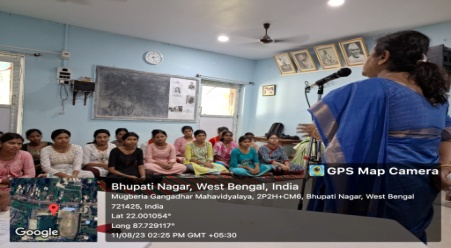 GPS Map Camera
Bhupati Nagar, West Bengal, India
Mugberia Gangadhar Mahavidyalaya, 2P2H+CM6, Bhupati Nagar, West Bengal
721425, India
Lat 22.001054°
Long 87.729117°
11/08/23 02:25 PM GMT +05:30
Google